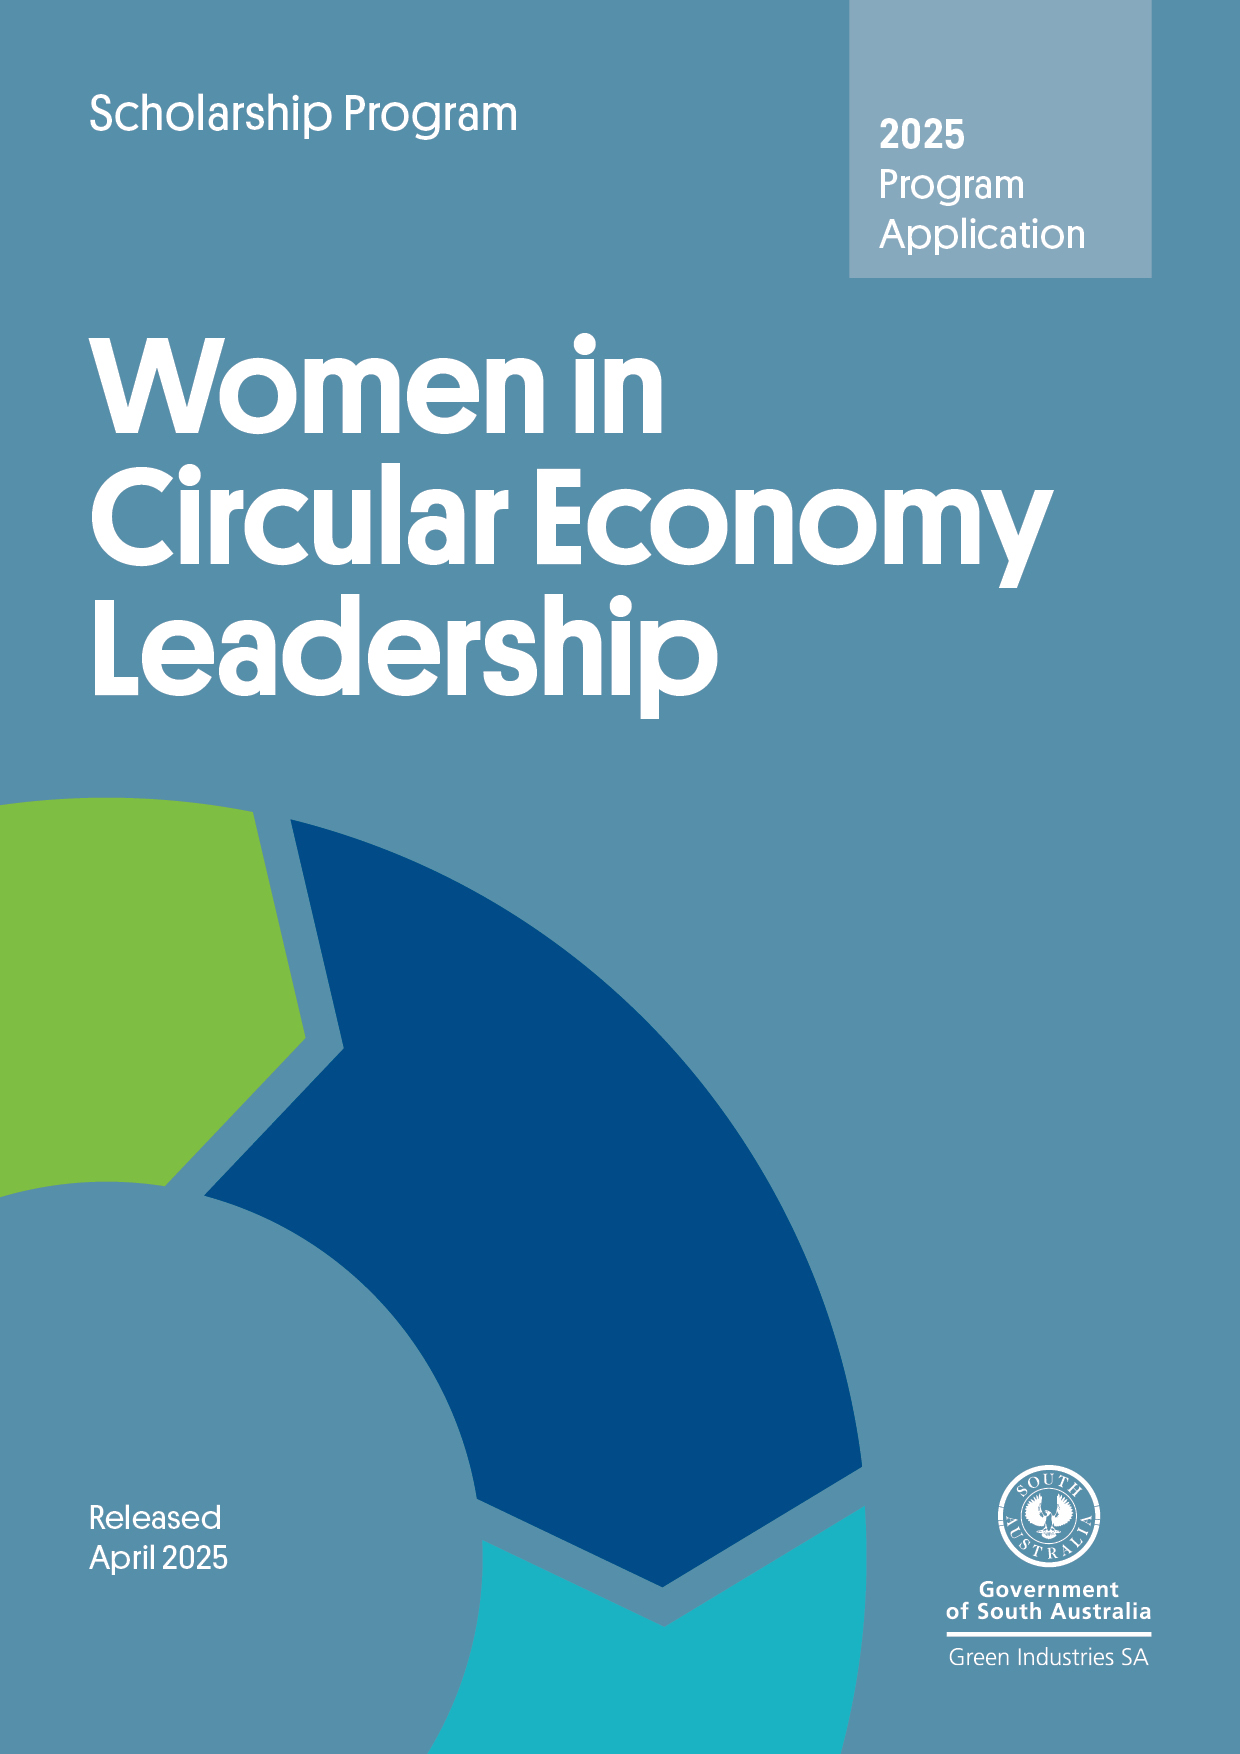 Scholarship Program
2025
Program
Application
Women in
Circular Economy
Leadership
Released
April 2025
SOUTH
AUSTRALIA
Government
of South Australia
Green Industries SA